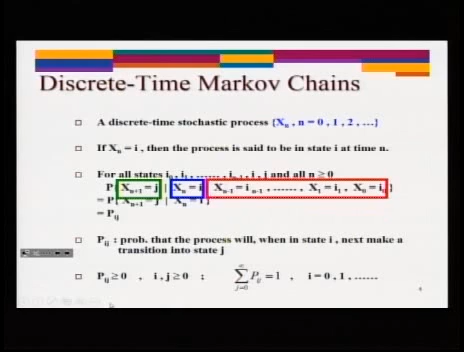 Discrete-Time Markov Chains
A discrete-time stochastic process {Xₙ , n = 0 , 1 , 2 , ...}
If Xₙ = i , then the process is said to be in state i at time n.
For all states i₀ , i₁ , ...... , iₙ₋₁ , i , j and all n ≥ 0
P{ Xₙ₊₁ = j | Xₙ = i , Xₙ₋₁ = iₙ₋₁ , ...... , X₁ = i₁ , X₀ = i₀ }
= P{ Xₙ₊₁ = j | Xₙ = i }
= Pᵢⱼ
Pᵢⱼ : prob. that the process will, when in state i , next make a
transition into state j
Pᵢⱼ ≥ 0 , i , j ≥ 0 ; ∑_{j=0}^{∞} Pᵢⱼ = 1 , i = 0 , 1 , ......
4